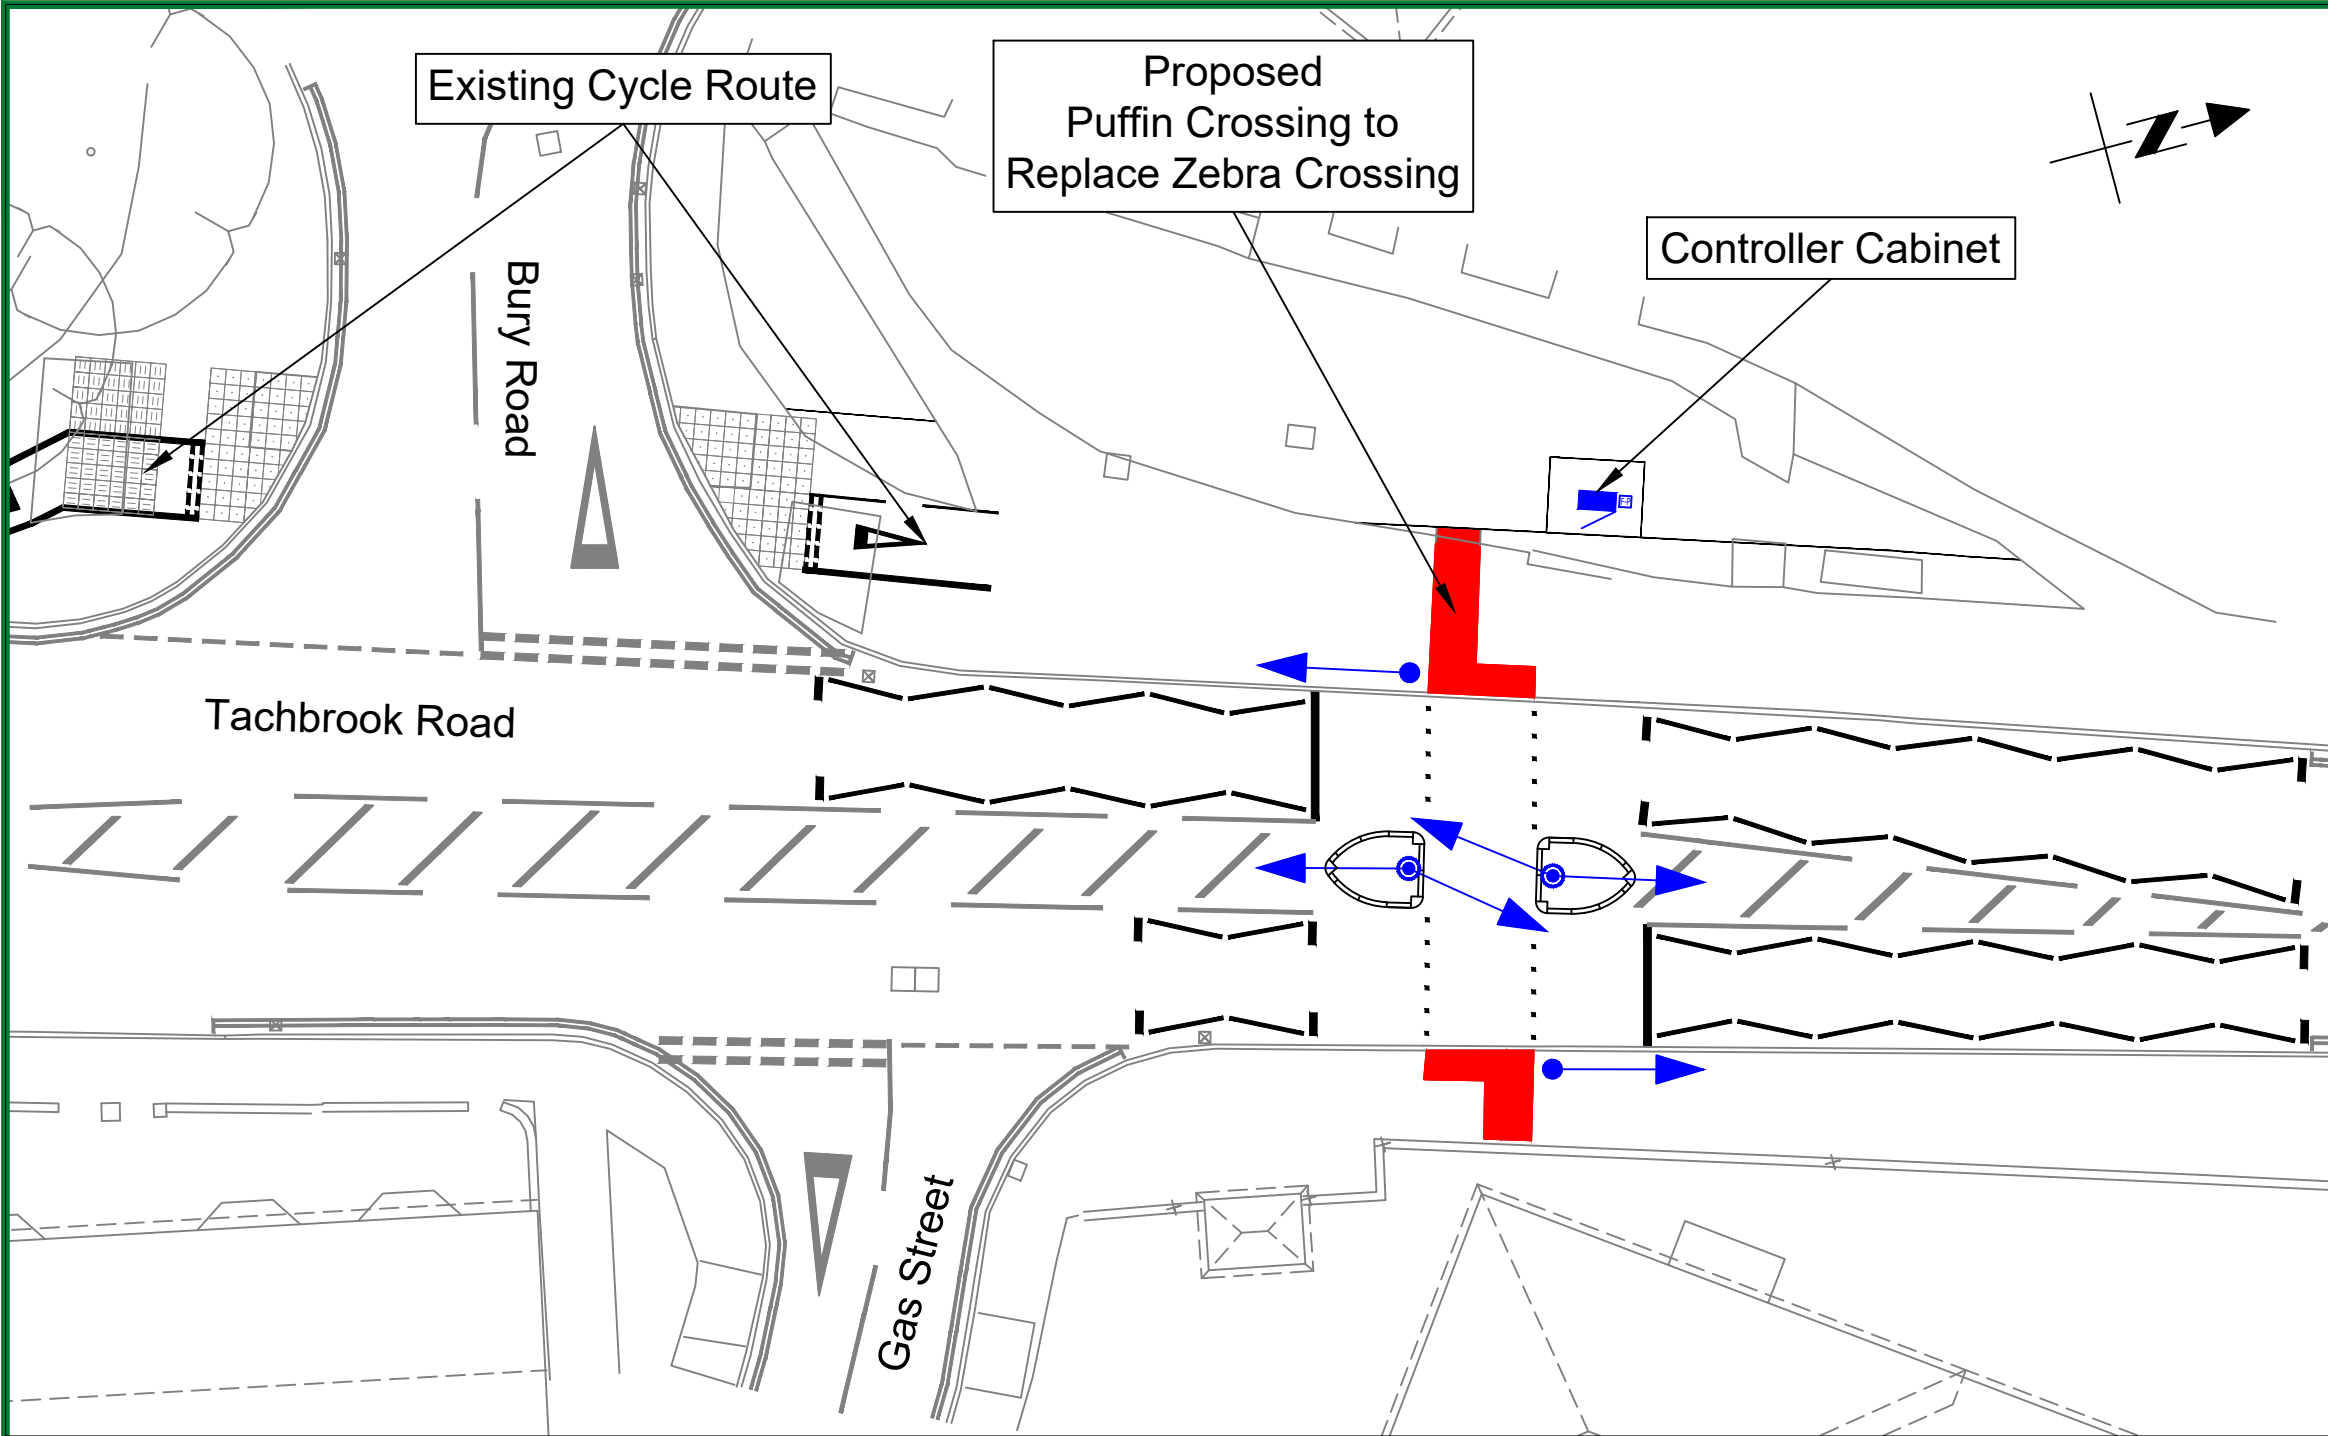 Existing Cycle Route
Proposed
Puffin Crossing to
Replace Zebra Crossing
N
Controller Cabinet
Bury Road
Tachbrook Road
Gas Street